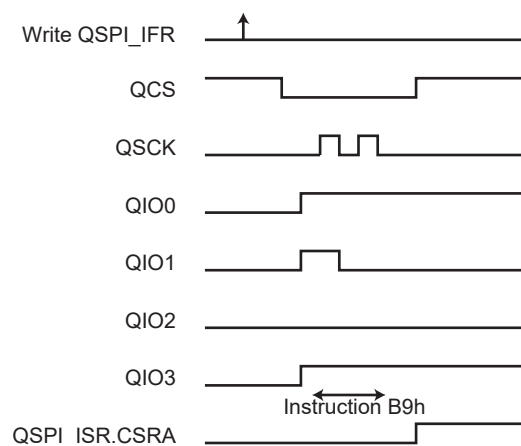 Write QSPI_IFR
QCS
QSCK
QIO0
QIO1
QIO2
QIO3
Instruction B9h
QSPI_ISR.CSRA